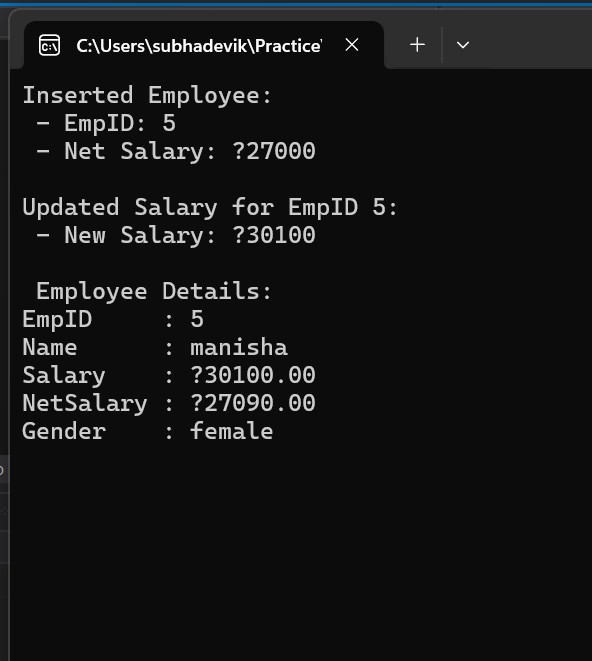 C:\Users\subhadevik\Practice'
Inserted Employee:
- EmpID: 5
- Net Salary: ?27000
Updated Salary for EmpID 5:
- New Salary: ?30100
Employee Details:
EmpID : 5
Name : manisha
Salary : ?30100.00
NetSalary : ?27090.00
Gender : female